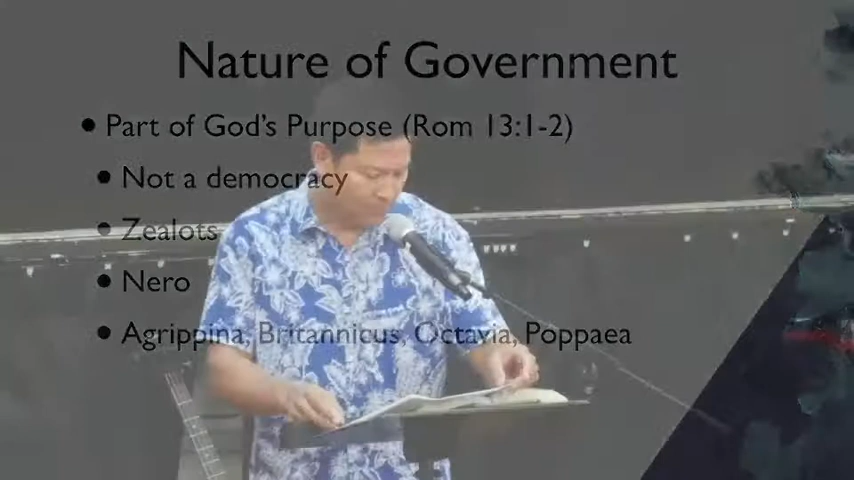 Nature of Government
• Part of God's Purpose (Rom 13:1-2)
• Not a democracy
• Zealots
• Nero
• Agrippina, Britannicus, Octavia, Poppaea